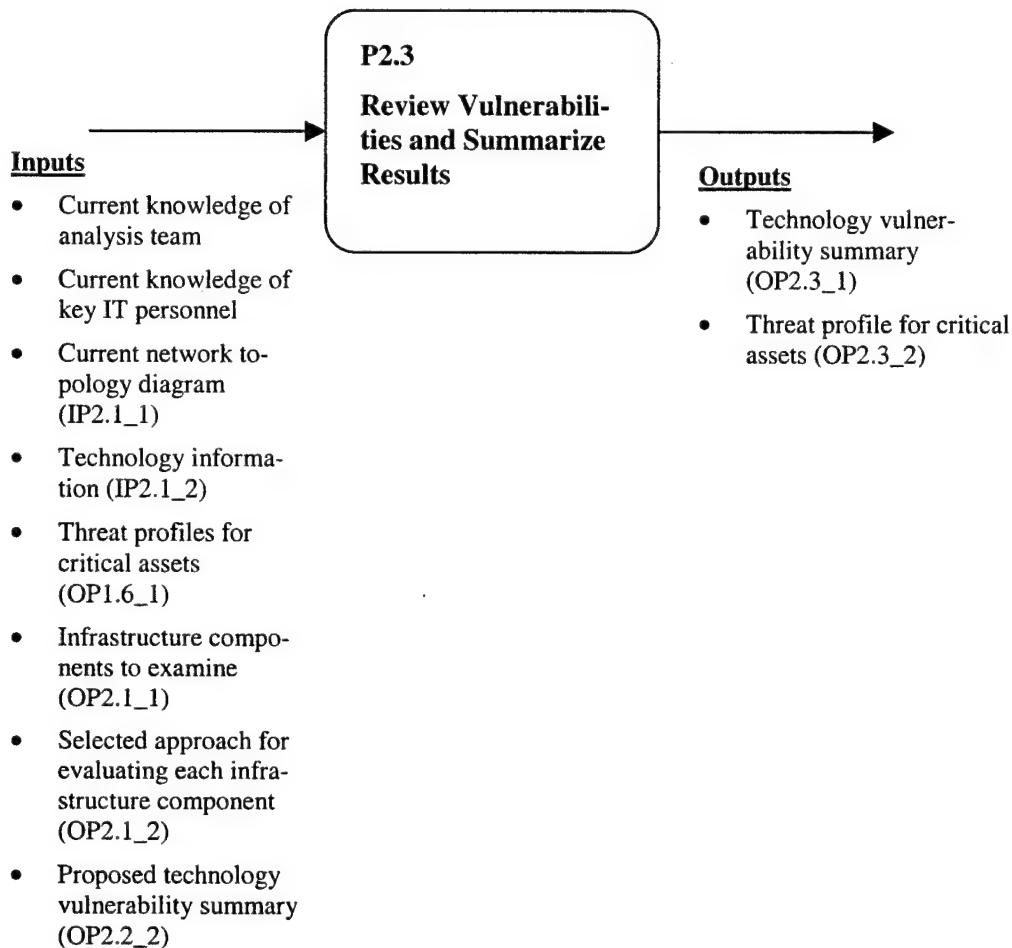 P2.3
Review Vulnerabili-
ties and Summarize
Results
Inputs
• Current knowledge of
analysis team
• Current knowledge of
key IT personnel
• Current network to-
pology diagram
(IP2.1_1)
• Technology informa-
tion (IP2.1_2)
• Threat profiles for
critical assets
(OP1.6_1)
• Infrastructure compo-
nents to examine
(OP2.1_1)
• Selected approach for
evaluating each infra-
structure component
(OP2.1_2)
• Proposed technology
vulnerability summary
(OP2.2_2)
Outputs
• Technology vulner-
ability summary
(OP2.3_1)
• Threat profile for critical
assets (OP2.3_2)